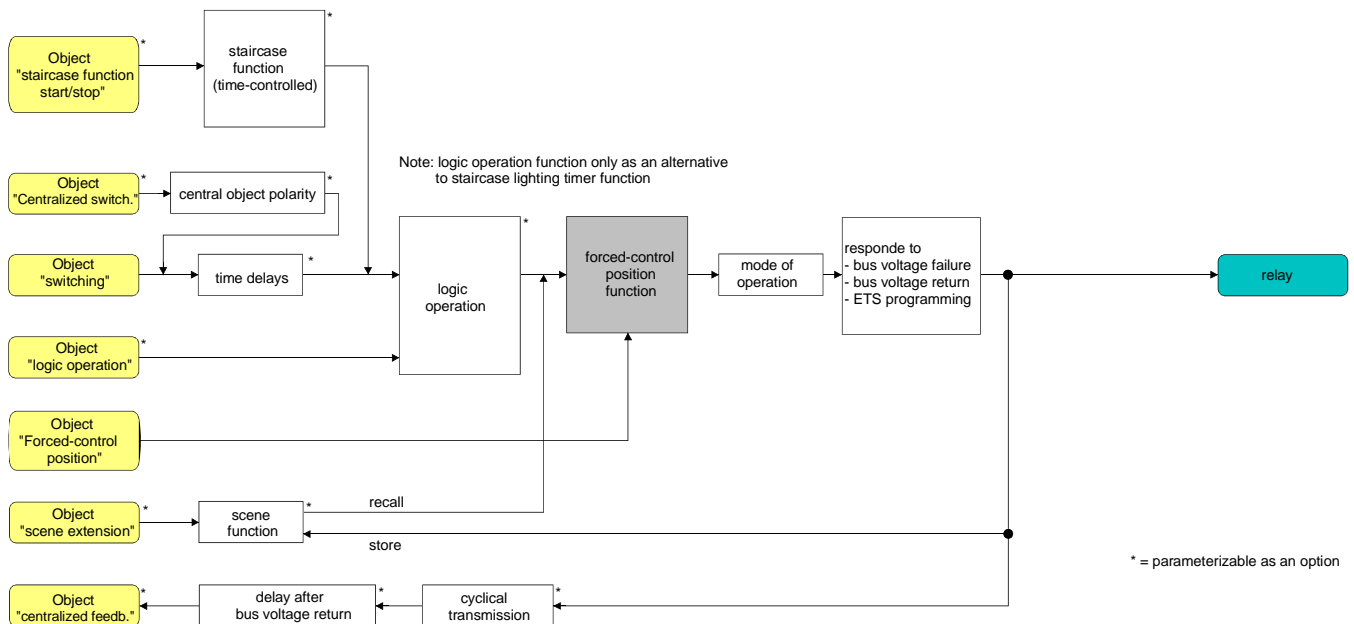 *
*
Object
"staircase function
start/stop"
staircase
function
(time-controlled)
Note: logic operation function only as an alternative
to staircase lighting timer function
*
*
Object
"Centralized switch."
central object polarity
*
*
*
Object
"switching"
time delays
logic
operation
forced-control
position
function
mode of
operation
responde to
- bus voltage failure
- bus voltage return
- ETS programming
relay
*
Object
"logic operation"
Object
"Forced-control
position"
*
*
Object
"scene extension"
scene
function
recall
store
* = parameterizable as an option
*
*
*
Object
"centralized feedb."
delay after
bus voltage return
cyclical
transmission